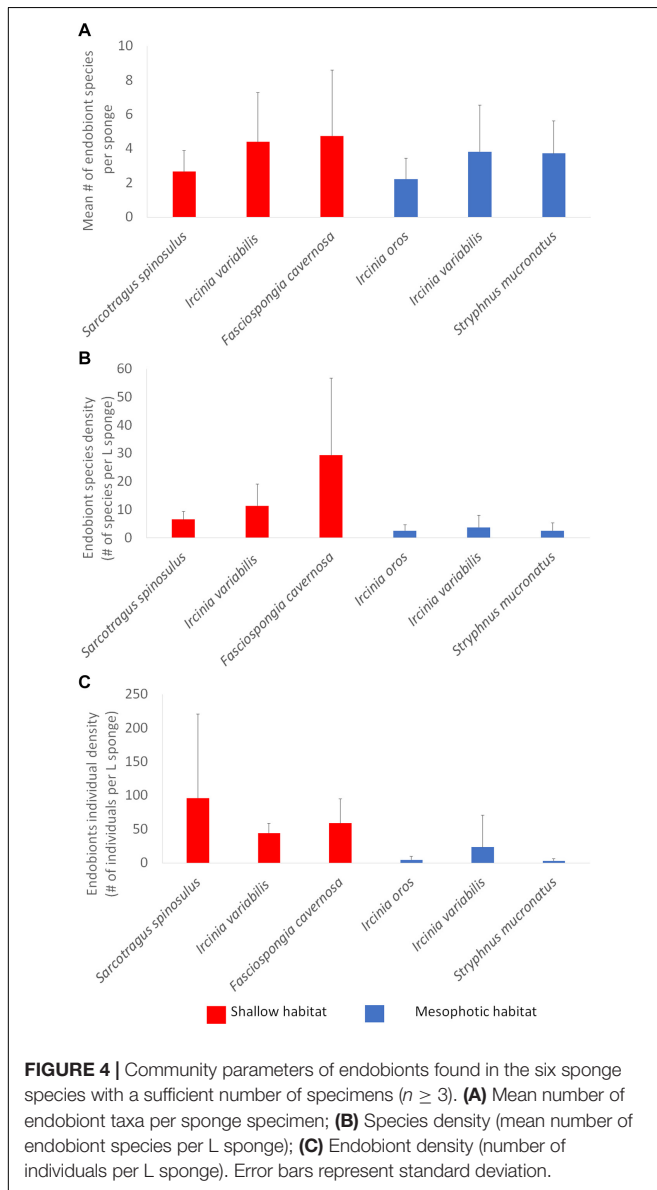 A
Mean # of endobiont species
per sponge
10
8
6
4
2
0
Sarcotragus spinosulus
Ircinia variabilis
Fasciospongia cavernosa
Ircinia oros
Ircinia variabilis
Stryphnus mucronatus
B
Endobiont species density
(# of species per L sponge)
60
50
40
30
20
10
0
Sarcotragus spinosulus
Ircinia variabilis
Fasciospongia cavernosa
Ircinia oros
Ircinia variabilis
Stryphnus mucronatus
C
Endobionts individual density
(# of individuals per L sponge)
250
200
150
100
50
0
Sarcotragus spinosulus
Ircinia variabilis
Fasciospongia cavernosa
Ircinia oros
Ircinia variabilis
Stryphnus mucronatus
Shallow habitat
Mesophotic habitat
FIGURE 4 | Community parameters of endobionts found in the six sponge
species with a sufficient number of specimens (n ≥ 3). (A) Mean number of
endobiont taxa per sponge specimen; (B) Species density (mean number of
endobiont species per L sponge); (C) Endobiont density (number of
individuals per L sponge). Error bars represent standard deviation.